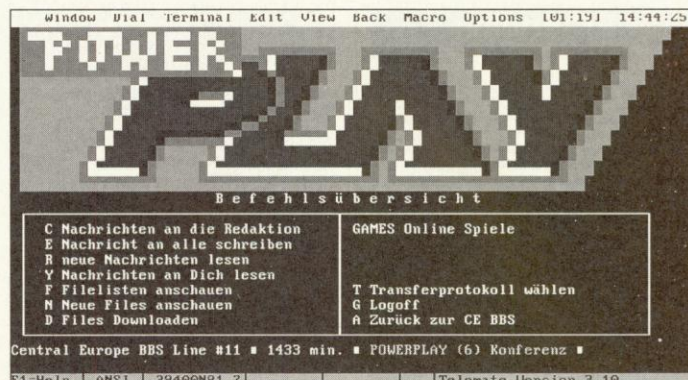 Window Dial Terminal Edit View Back Macro Options [01:19] 14:44:25
POWER
PLAY
Befehlsübersicht
C Nachrichten an die Redaktion
E Nachricht an alle schreiben
R neue Nachrichten lesen
Y Nachrichten an Dich lesen
F Filelisten anschauen
N Neue Files anschauen
D Files Downloaden
GAMES Online Spiele
T Transferprotokoll wählen
G Logoff
A Zurück zur CE BBS
Central Europe BBS Line #11 ■ 1433 min. ■ POWERPLAY (6) Konferenz ■
F1=Help ANSI 38400N81 Z Telemate Version 3.10